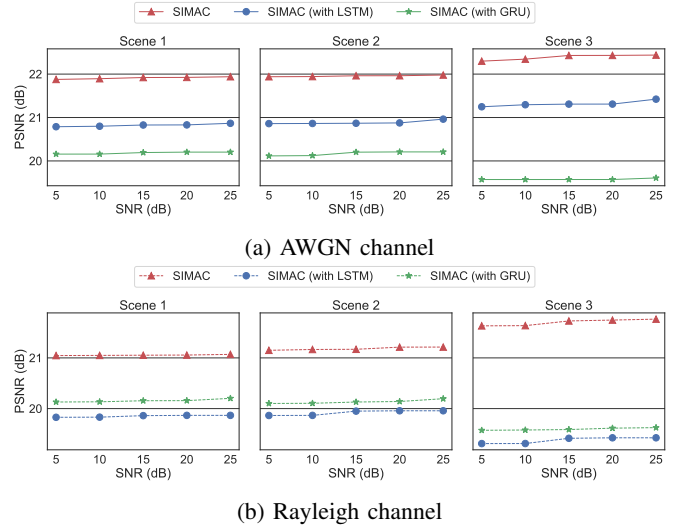 SIMAC SIMAC (with LSTM) SIMAC (with GRU)
Scene 1 Scene 2 Scene 3
PSNR (dB)
22
21
20
5 10 15 20 25 5 10 15 20 25 5 10 15 20 25
SNR (dB) SNR (dB) SNR (dB)
(a) AWGN channel
SIMAC SIMAC (with LSTM) SIMAC (with GRU)
Scene 1 Scene 2 Scene 3
PSNR (dB)
21
20
5 10 15 20 25 5 10 15 20 25 5 10 15 20 25
SNR (dB) SNR (dB) SNR (dB)
(b) Rayleigh channel